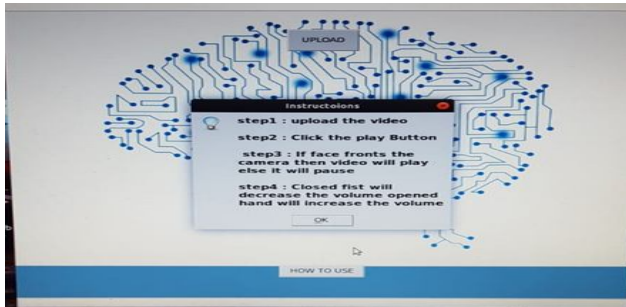 UPLOAD
Instructoions
step1 : upload the video
step2 : Click the play Button
step3 : If face fronts the
camera then video will play
else it will pause
step4 : Closed fist will
decrease the volume opened
hand will increase the volume
OK
HOW TO USE